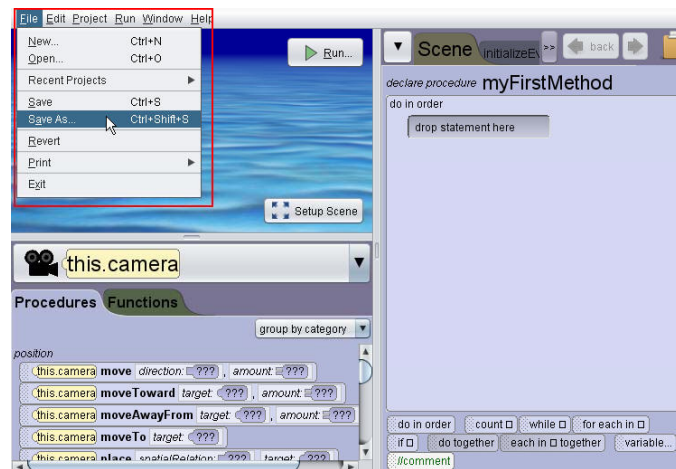 File Edit Project Run Window Help
New... Ctrl+N
Open... Ctrl+O
Recent Projects
Save Ctrl+S
Save As... Ctrl+Shift+S
Revert
Print
Exit
Run...
Setup Scene
this.camera
Procedures Functions
group by category
position
this.camera move direction: ??? , amount: ???
this.camera moveToward target: ??? , amount: ???
this.camera moveAwayFrom target: ??? , amount: ???
this.camera moveTo target: ???
this.camera place spatialRelation: ??? , target: ???
Scene initializeEv >> back
declare procedure myFirstMethod
do in order
drop statement here
do in order count while for each in
if do together each in together variable...
//comment